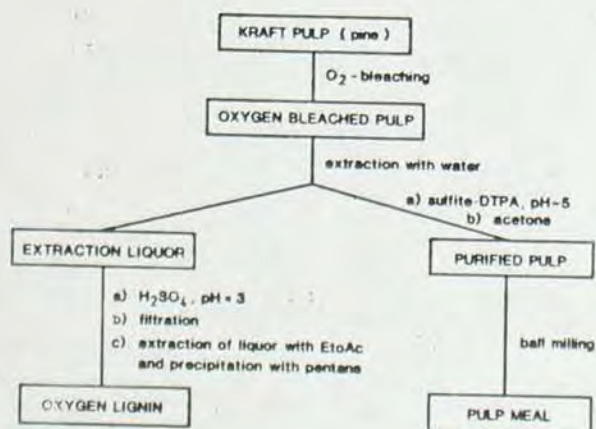 KRAFT PULP (pine)
O₂-bleaching
OXYGEN BLEACHED PULP
extraction with water
a) sulfite-DTPA, pH~5
b) acetone
EXTRACTION LIQUOR
PURIFIED PULP
a) H₂SO₄, pH = 3
b) filtration
c) extraction of liquor with EtoAc
and precipitation with pentane
ball milling
OXYGEN LIGNIN
PULP MEAL